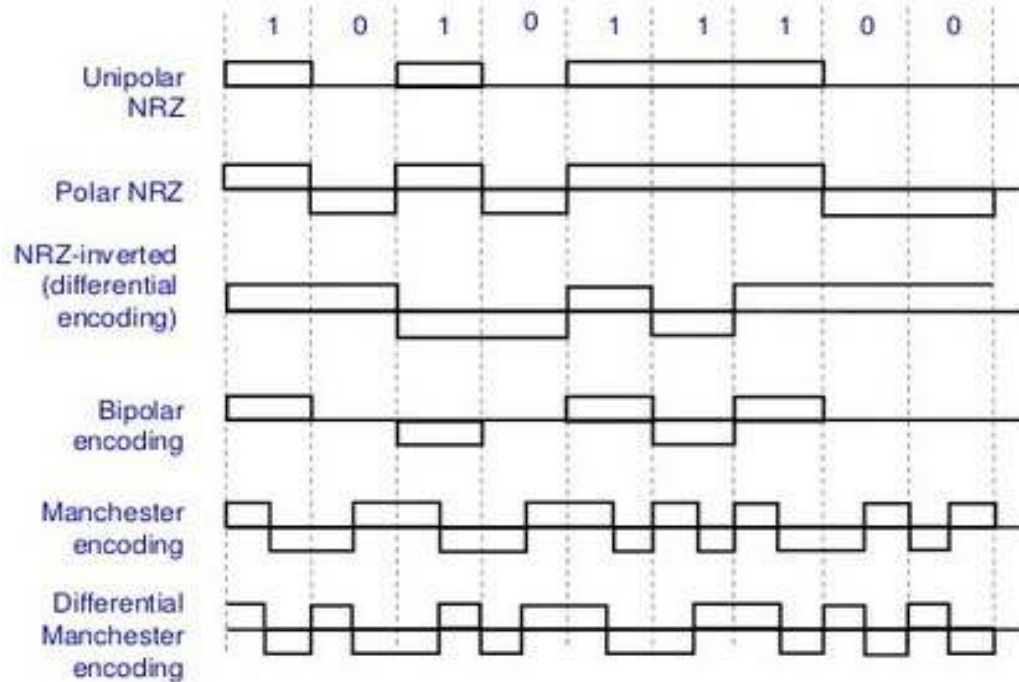 1 0 1 0 1 1 1 0 0
Unipolar
NRZ
Polar NRZ
NRZ-inverted
(differential
encoding)
Bipolar
encoding
Manchester
encoding
Differential
Manchester
encoding